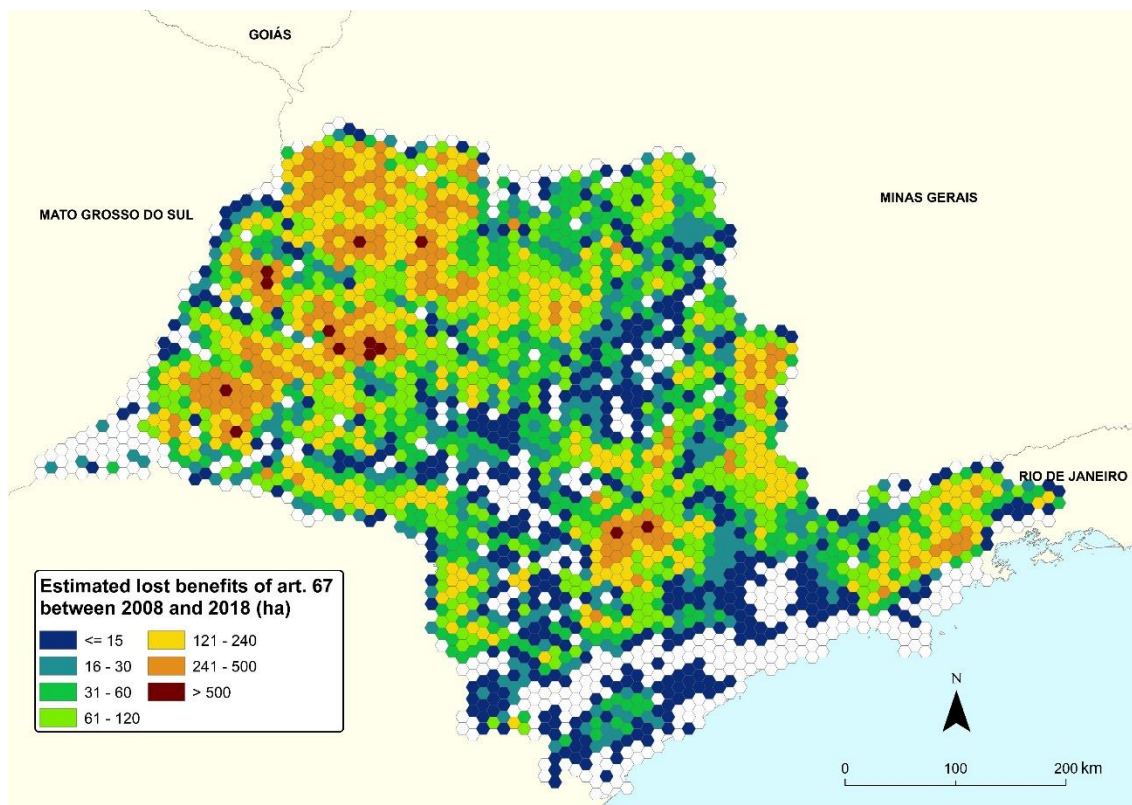 GOIÁS
MATO GROSSO DO SUL
MINAS GERAIS
RIO DE JANEIRO
Estimated lost benefits of art. 67
between 2008 and 2018 (ha)
<= 15
121 - 240
16 - 30
241 - 500
31 - 60
> 500
61 - 120
N
0 100 200 km